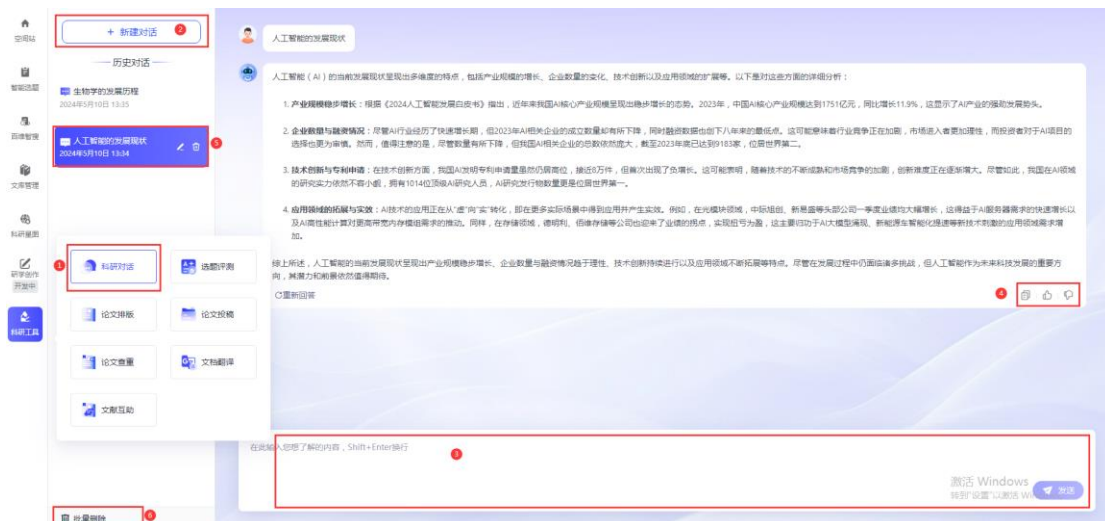 空间站
智能选题
百维智搜
文库管理
科研星图
研学创作
开发中
科研工具
+ 新建对话
2
历史对话
生物学的发展历程
2024年5月10日 13:35
人工智能的发展现状
2024年5月10日 13:34
5
1
科研对话
选题评测
论文排版
论文投稿
论文查重
文档翻译
文献互助
批量删除
6
人工智能的发展现状
人工智能（AI）的当前发展现状呈现出多维度的特点，包括产业规模的增长、企业数量的变化、技术创新以及应用领域的扩展等。以下是对这些方面的详细分析：
1. 产业规模稳步增长：根据《2024人工智能发展白皮书》指出，近年来我国AI核心产业规模呈现出稳步增长的态势。2023年，中国AI核心产业规模达到1751亿元，同比增长11.9%，这显示了AI产业的强劲发展势头。
2. 企业数量与融资情况：尽管AI行业经历了快速增长期，但2023年AI相关企业的成立数量却有所下降，同时融资数据也创下八年来的最低点。这可能意味着行业竞争正在加剧，市场进入者更加理性，而投资者对于AI项目的
选择也更为审慎。然而，值得注意的是，尽管数量有所下降，但我国AI相关企业的总数依然庞大，截至2023年底已达到9183家，位居世界第二。
3. 技术创新与专利申请：在技术创新方面，我国AI发明专利申请量虽然仍居高位，接近8万件，但首次出现了负增长。这可能表明，随着技术的不断成熟和市场竞争的加剧，创新难度正在逐渐增大。尽管如此，我国在AI领域
的研究实力依然不容小觑，拥有1014位顶级AI研究人员，AI研究发行物数量更是位居世界第一。
4. 应用领域的拓展与实效：AI技术的应用正在从“虚”向“实”转化，即在更多实际场景中得到应用并产生实效。例如，在光模块领域，中际旭创、新易盛等头部公司一季度业绩均大幅增长，这得益于AI服务器需求的快速增长以
及AI高性能计算对更高带宽内存模组需求的推动。同样，在存储领域，德明利、佰维存储等公司也迎来了业绩的拐点，实现扭亏为盈，这主要归功于AI大模型涌现、新能源车智能化提速等新技术刺激的应用领域需求增
加。
综上所述，人工智能的当前发展现状呈现出产业规模稳步增长、企业数量与融资情况趋于理性、技术创新持续进行以及应用领域不断拓展等特点。尽管在发展过程中仍面临诸多挑战，但人工智能作为未来科技发展的重要方
向，其潜力和前景依然值得期待。
重新回答
4
在此输入您想了解的内容，Shift+Enter换行
3
激活 Windows
转到“设置”以激活 Wi
发送